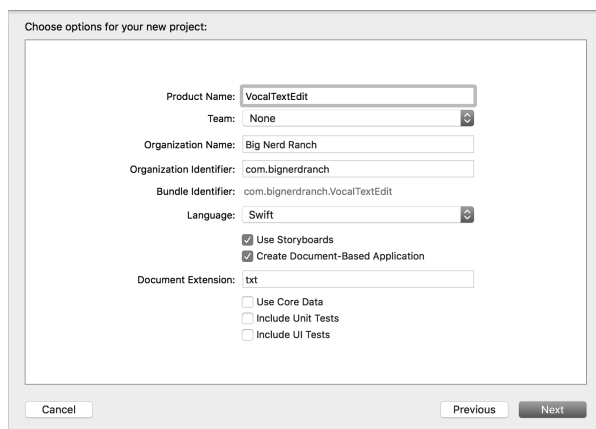 Choose options for your new project:
Product Name: VocalTextEdit
Team: None
Organization Name: Big Nerd Ranch
Organization Identifier: com.bignerdranch
Bundle Identifier: com.bignerdranch.VocalTextEdit
Language: Swift
Use Storyboards
Create Document-Based Application
Document Extension: txt
Use Core Data
Include Unit Tests
Include UI Tests
Cancel Previous Next